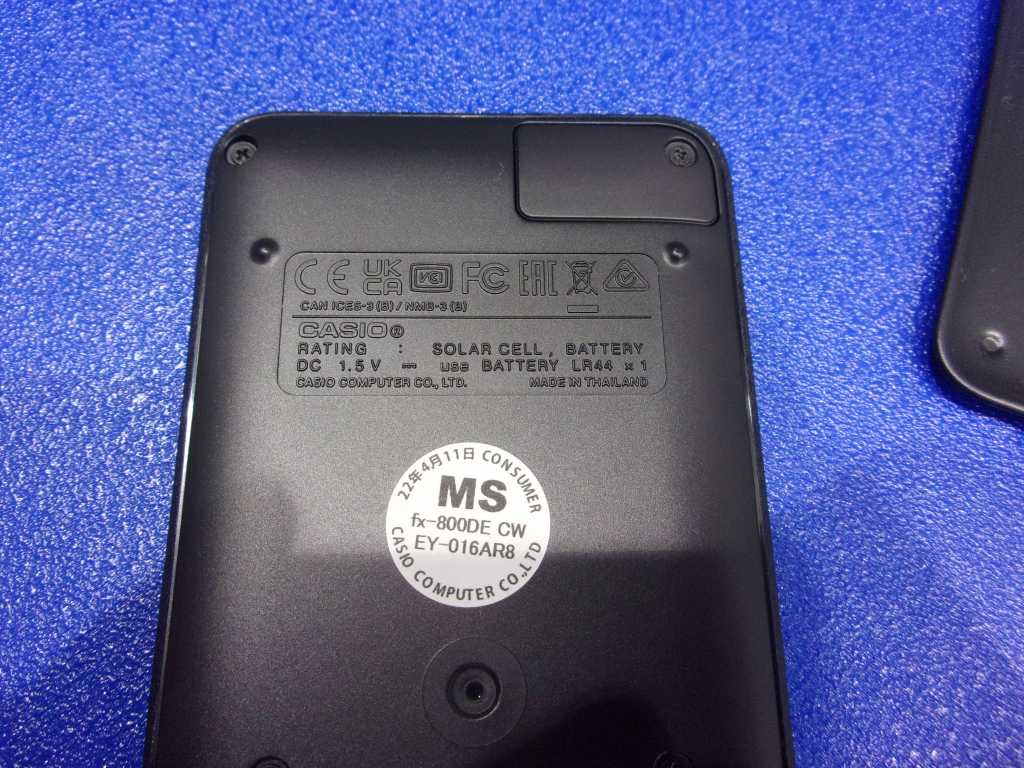 CE UK CA VCI FC EAC
CAN ICES-3 (B) / NMB-3 (B)
CASIO®
RATING : SOLAR CELL , BATTERY
DC 1.5 V ⎓ use BATTERY LR44 × 1
CASIO COMPUTER CO., LTD. MADE IN THAILAND
22年4月11日 CONSUMER
MS
fx-800DE CW
EY-016AR8
CASIO COMPUTER CO.,LTD